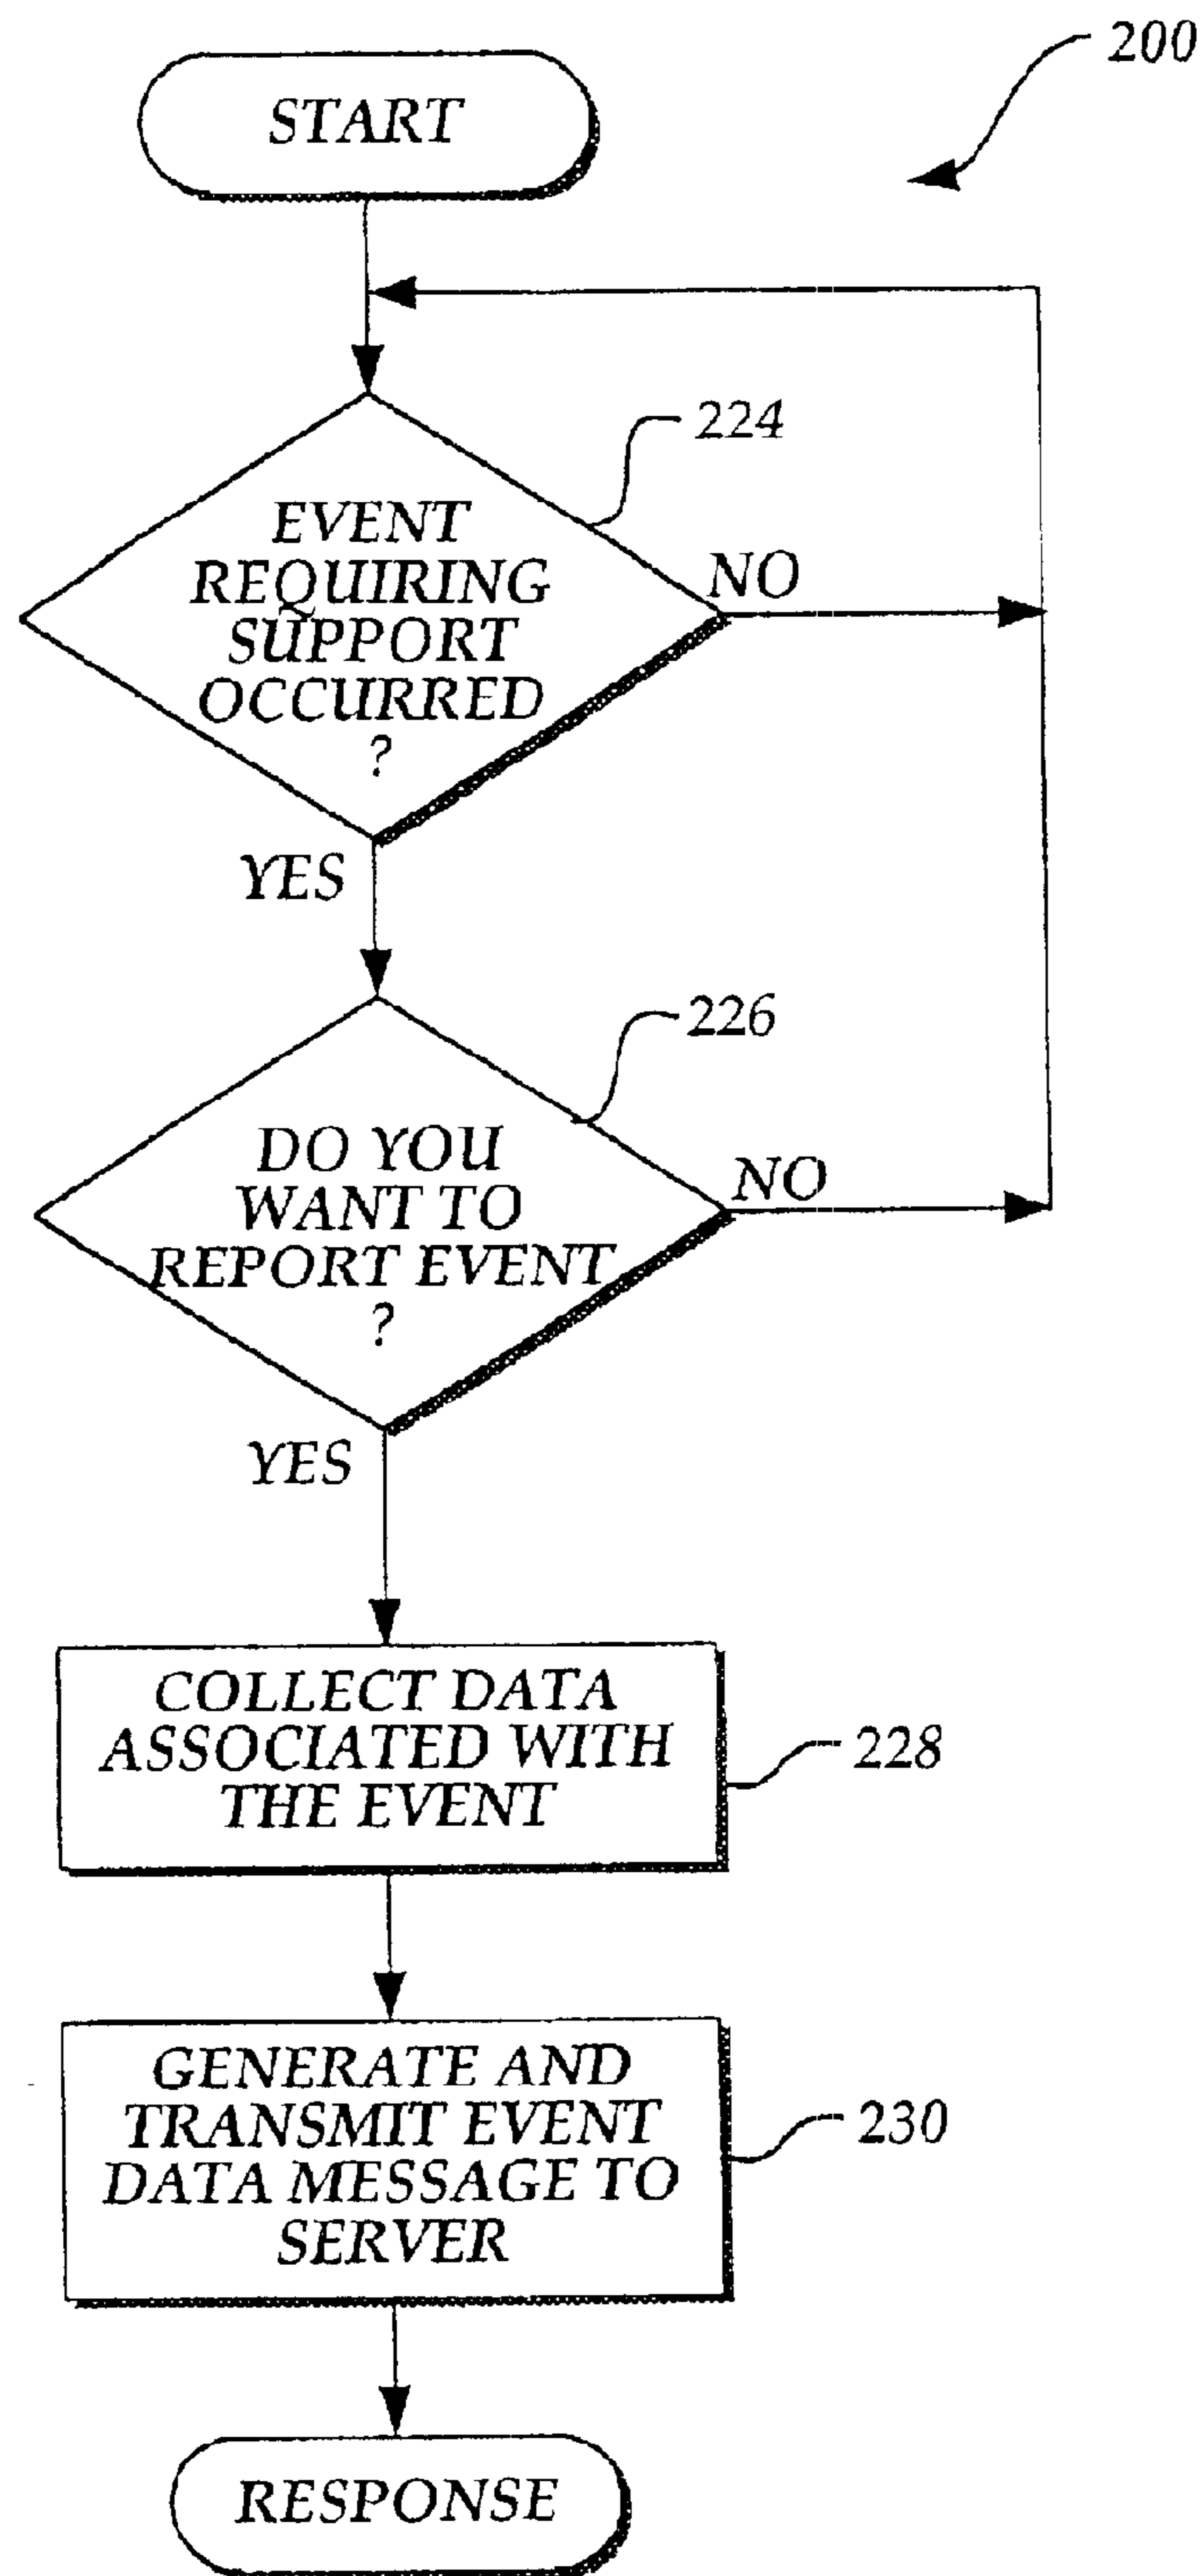 200
START
224
EVENT
REQUIRING
SUPPORT
OCCURRED
?
NO
YES
226
DO YOU
WANT TO
REPORT EVENT
?
NO
YES
COLLECT DATA
ASSOCIATED WITH
THE EVENT
228
GENERATE AND
TRANSMIT EVENT
DATA MESSAGE TO
SERVER
230
RESPONSE